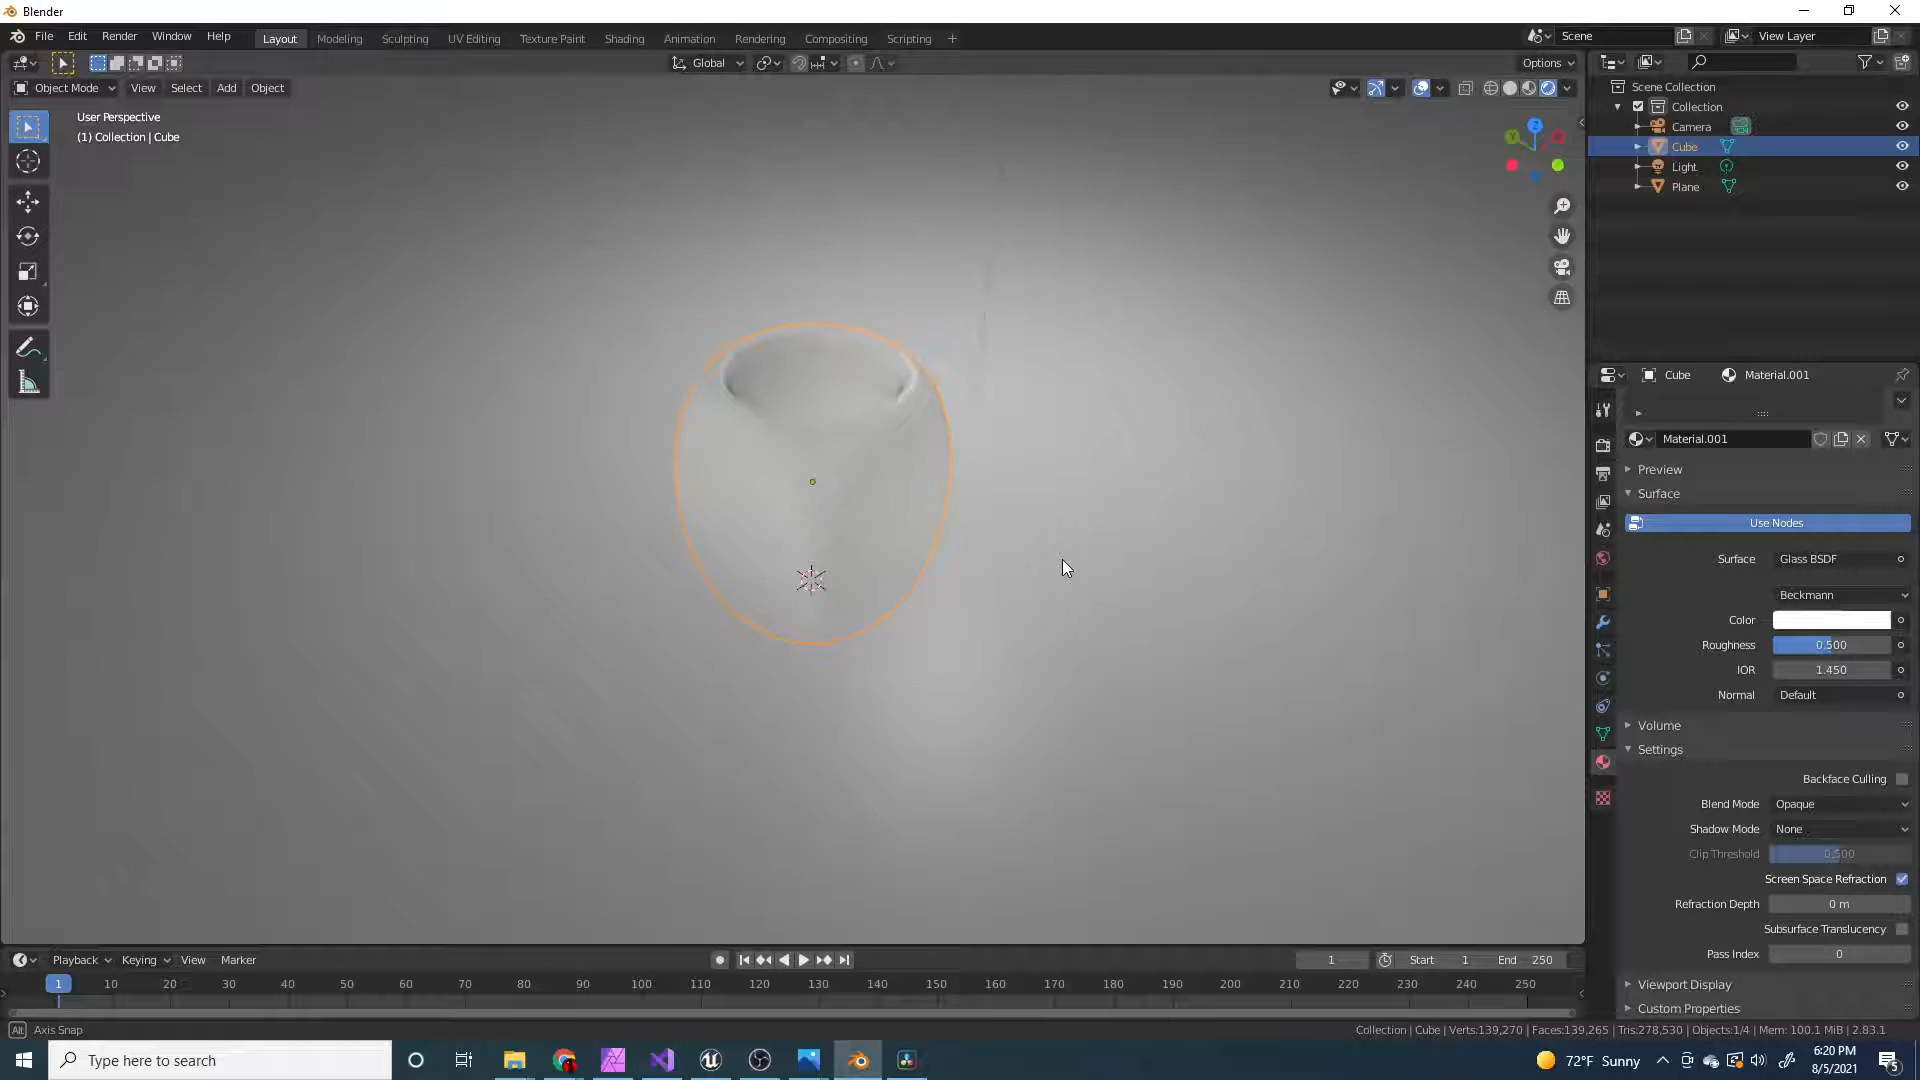 Blender
File Edit Render Window Help Layout Modeling Sculpting UV Editing Texture Paint Shading Animation Rendering Compositing Scripting + Scene View Layer
Global Options
Object Mode View Select Add Object
User Perspective
(1) Collection | Cube
Z
Y
Scene Collection
Collection
Camera
Cube
Light
Plane
Cube Material.001
Material.001
Preview
Surface
Use Nodes
Surface Glass BSDF
Beckmann
Color
Roughness 0.500
IOR 1.450
Normal Default
Volume
Settings
Backface Culling
Blend Mode Opaque
Shadow Mode None
Clip Threshold 0.500
Screen Space Refraction
Refraction Depth 0 m
Subsurface Translucency
Pass Index 0
Viewport Display
Custom Properties
Playback Keying View Marker 1 Start 1 End 250
1 10 20 30 40 50 60 70 80 90 100 110 120 130 140 150 160 170 180 190 200 210 220 230 240 250
Alt Axis Snap
Collection | Cube | Verts:139,270 | Faces:139,265 | Tris:278,530 | Objects:1/4 | Mem: 100.1 MiB | 2.83.1
Type here to search
72°F Sunny
6:20 PM
8/5/2021
5